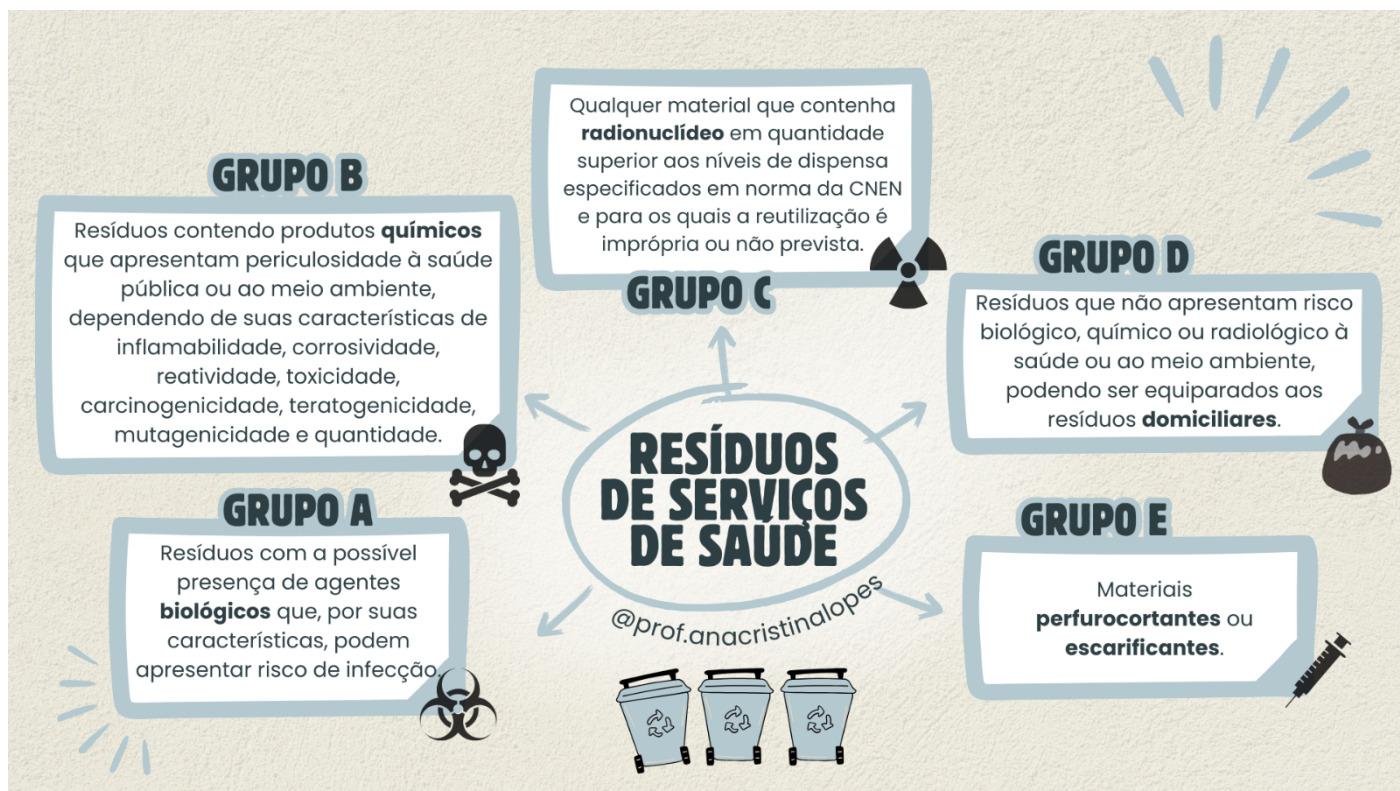 GRUPO B
Resíduos contendo produtos químicos
que apresentam periculosidade à saúde
pública ou ao meio ambiente,
dependendo de suas características de
inflamabilidade, corrosividade,
reatividade, toxicidade,
carcinogenicidade, teratogenicidade,
mutagenicidade e quantidade.
Qualquer material que contenha
radionuclídeo em quantidade
superior aos níveis de dispensa
especificados em norma da CNEN
e para os quais a reutilização é
imprópria ou não prevista.
GRUPO C
GRUPO D
Resíduos que não apresentam risco
biológico, químico ou radiológico à
saúde ou ao meio ambiente,
podendo ser equiparados aos
resíduos domiciliares.
RESÍDUOS
DE SERVIÇOS
DE SAÚDE
@prof.anacristinalopes
GRUPO A
Resíduos com a possível
presença de agentes
biológicos que, por suas
características, podem
apresentar risco de infecção.
GRUPO E
Materiais
perfurocortantes ou
escarificantes.